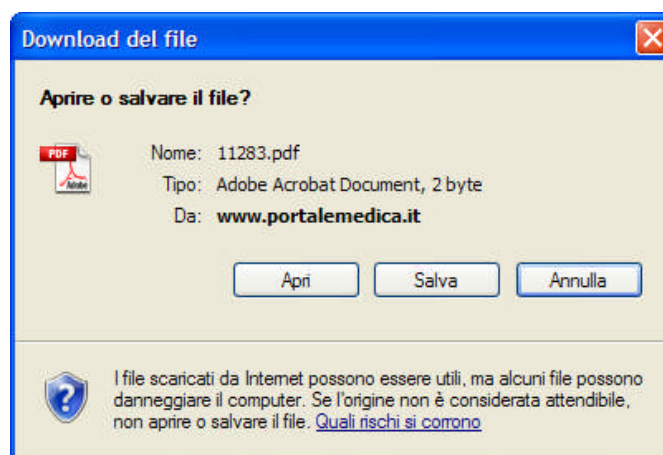 Download del file
Aprire o salvare il file?
PDF
Adobe
Nome: 11283.pdf
Tipo: Adobe Acrobat Document, 2 byte
Da: www.portalemedica.it
Apri Salva Annulla
I file scaricati da Internet possono essere utili, ma alcuni file possono
danneggiare il computer. Se l'origine non è considerata attendibile,
non aprire o salvare il file. Quali rischi si corrono